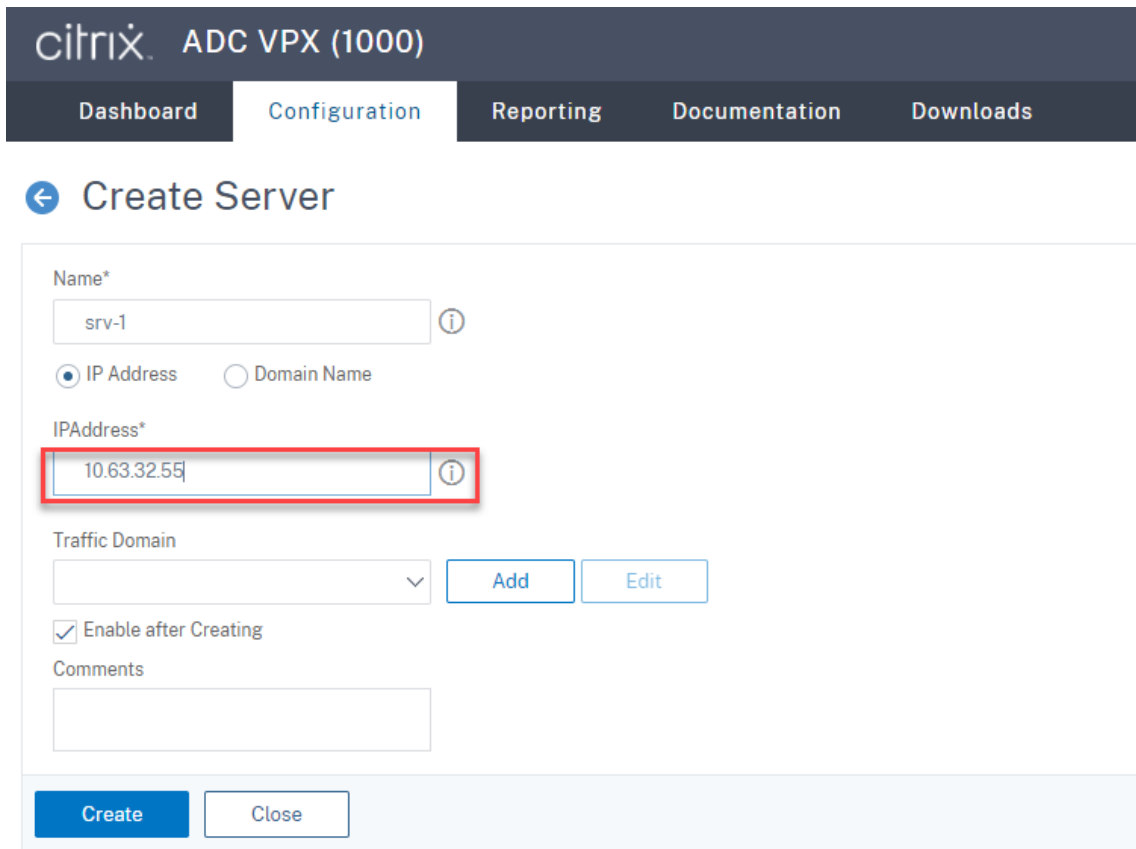 citrix. ADC VPX (1000)
Dashboard Configuration Reporting Documentation Downloads
Create Server
Name*
srv-1
IP Address Domain Name
IPAddress*
10.63.32.55
Traffic Domain
Add Edit
Enable after Creating
Comments
Create Close